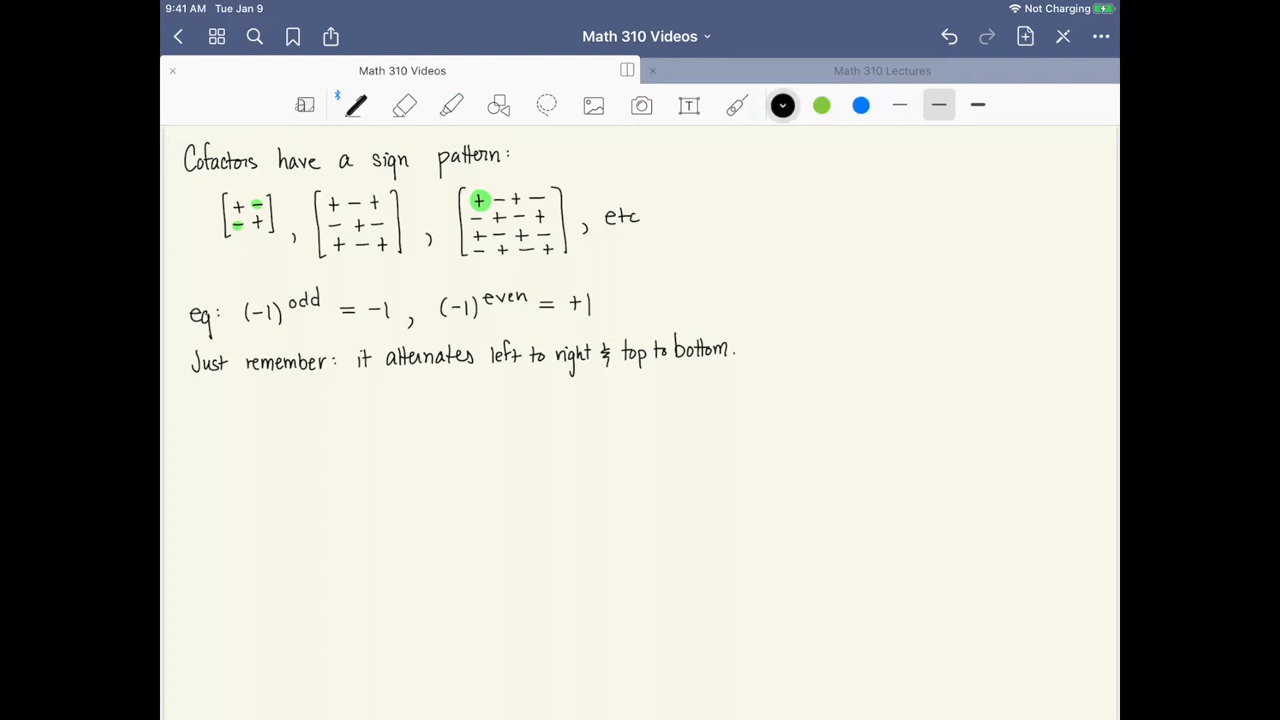 9:41 AM Tue Jan 9
Not Charging
Math 310 Videos
Math 310 Videos
Math 310 Lectures
T
Cofactors have a sign pattern:
[+ − / − +], [+ − + / − + − / + − +], [+ − + − / − + − + / + − + − / − + − +], etc
eg: (-1)^odd = -1, (-1)^even = +1
Just remember: it alternates left to right & top to bottom.